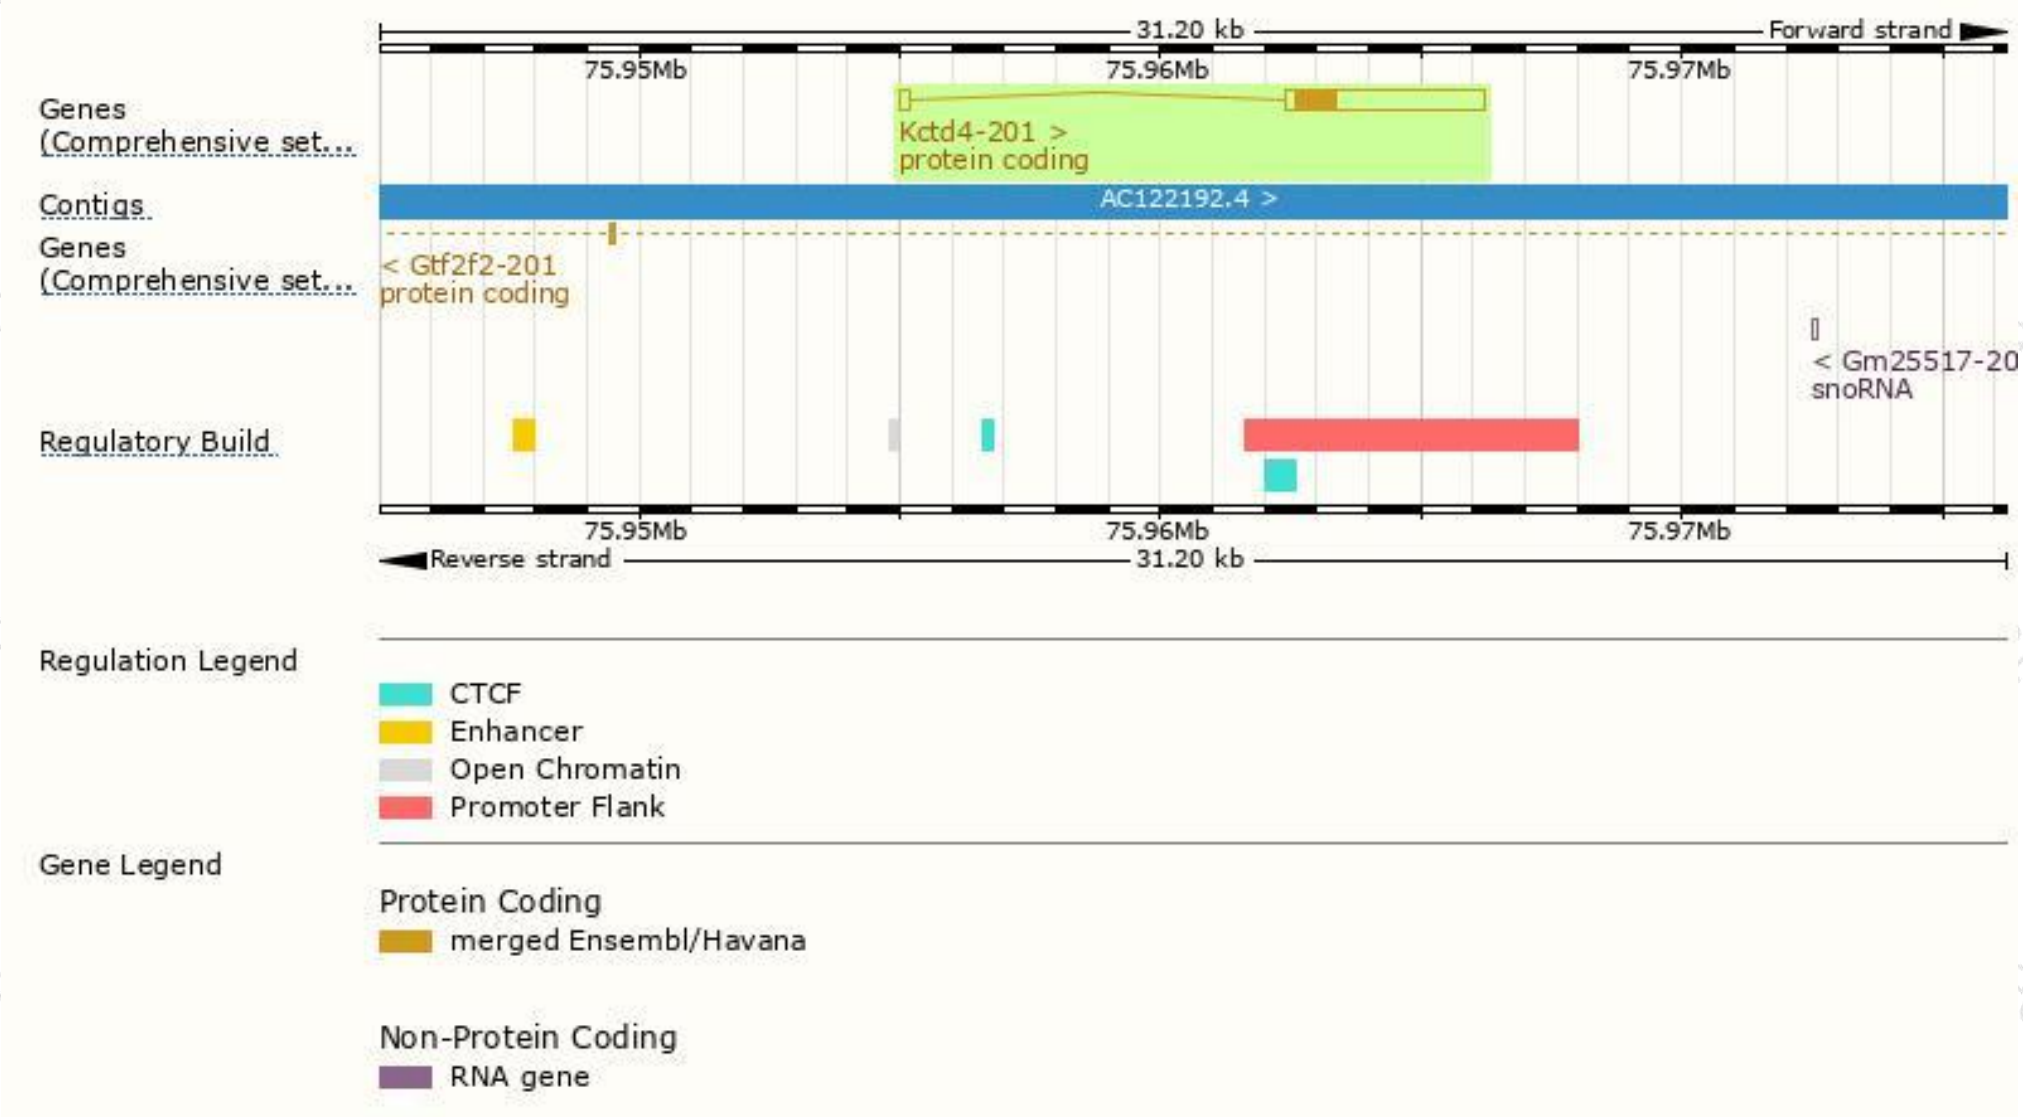 31.20 kb
Forward strand
75.95Mb 75.96Mb 75.97Mb
Genes
(Comprehensive set...
Kctd4-201 >
protein coding
Contigs
AC122192.4 >
Genes
(Comprehensive set...
< Gtf2f2-201
protein coding
< Gm25517-20
snoRNA
Regulatory Build
75.95Mb 75.96Mb 75.97Mb
Reverse strand
31.20 kb
Regulation Legend
CTCF
Enhancer
Open Chromatin
Promoter Flank
Gene Legend
Protein Coding
merged Ensembl/Havana
Non-Protein Coding
RNA gene